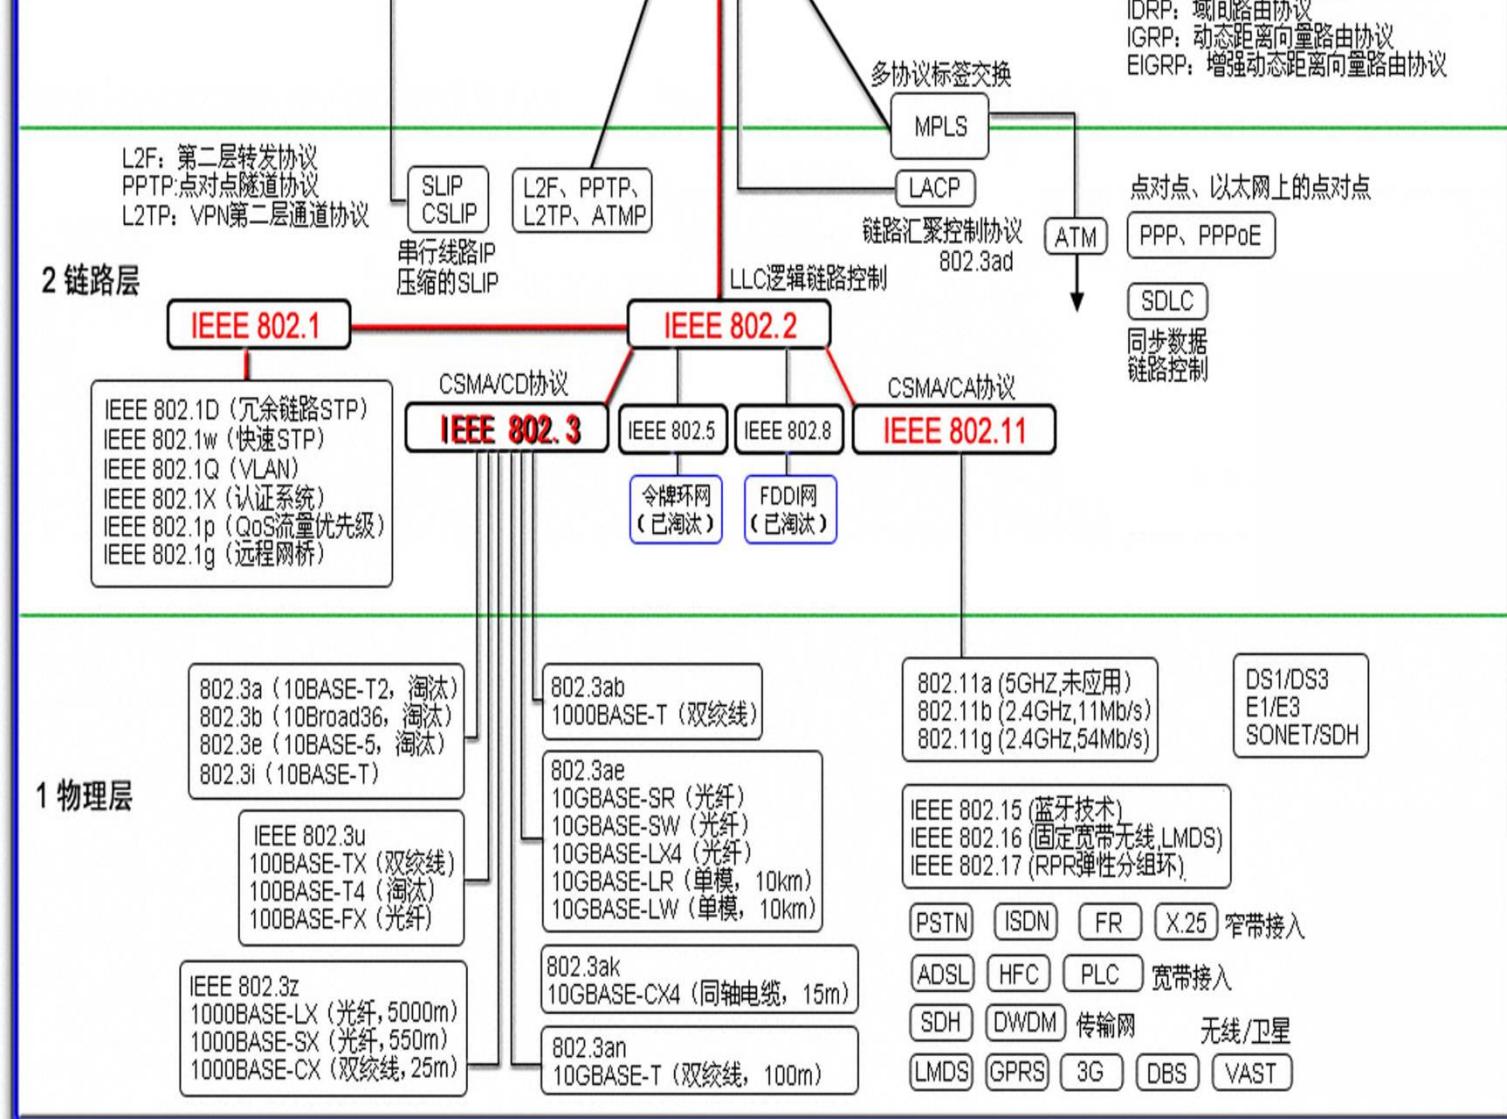 IDRP：域间路由协议
IGRP：动态距离向量路由协议
EIGRP：增强动态距离向量路由协议
多协议标签交换
MPLS
L2F：第二层转发协议
PPTP:点对点隧道协议
L2TP：VPN第二层通道协议
SLIP
CSLIP
串行线路IP
压缩的SLIP
L2F、PPTP、
L2TP、ATMP
LACP
链路汇聚控制协议
802.3ad
ATM
点对点、以太网上的点对点
PPP、PPPoE
SDLC
同步数据
链路控制
2 链路层
LLC逻辑链路控制
IEEE 802.1
IEEE 802.2
IEEE 802.1D（冗余链路STP）
IEEE 802.1w（快速STP）
IEEE 802.1Q（VLAN）
IEEE 802.1X（认证系统）
IEEE 802.1p（QoS流量优先级）
IEEE 802.1g（远程网桥）
CSMA/CD协议
IEEE 802.3
IEEE 802.5
IEEE 802.8
CSMA/CA协议
IEEE 802.11
令牌环网
（已淘汰）
FDDI网
（已淘汰）
1 物理层
802.3a（10BASE-T2，淘汰）
802.3b（10Broad36，淘汰）
802.3e（10BASE-5，淘汰）
802.3i（10BASE-T）
IEEE 802.3u
100BASE-TX（双绞线）
100BASE-T4（淘汰）
100BASE-FX（光纤）
IEEE 802.3z
1000BASE-LX（光纤,5000m）
1000BASE-SX（光纤,550m）
1000BASE-CX（双绞线,25m）
802.3ab
1000BASE-T（双绞线）
802.3ae
10GBASE-SR（光纤）
10GBASE-SW（光纤）
10GBASE-LX4（光纤）
10GBASE-LR（单模，10km）
10GBASE-LW（单模，10km）
802.3ak
10GBASE-CX4（同轴电缆，15m）
802.3an
10GBASE-T（双绞线，100m）
802.11a (5GHZ,未应用）
802.11b (2.4GHz,11Mb/s)
802.11g (2.4GHz,54Mb/s)
DS1/DS3
E1/E3
SONET/SDH
IEEE 802.15 (蓝牙技术)
IEEE 802.16 (固定宽带无线,LMDS)
IEEE 802.17 (RPR弹性分组环)
PSTN ISDN FR X.25 窄带接入
ADSL HFC PLC 宽带接入
SDH DWDM 传输网 无线/卫星
LMDS GPRS 3G DBS VAST